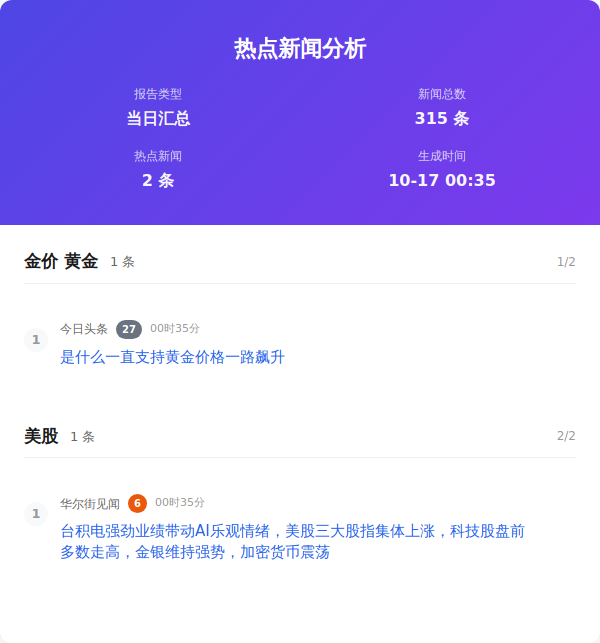 热点新闻分析
报告类型
当日汇总
新闻总数
315 条
热点新闻
2 条
生成时间
10-17 00:35
金价 黄金 1 条 1/2
1 今日头条 27 00时35分
是什么一直支持黄金价格一路飙升
美股 1 条 2/2
1 华尔街见闻 6 00时35分
台积电强劲业绩带动AI乐观情绪，美股三大股指集体上涨，科技股盘前
多数走高，金银维持强势，加密货币震荡